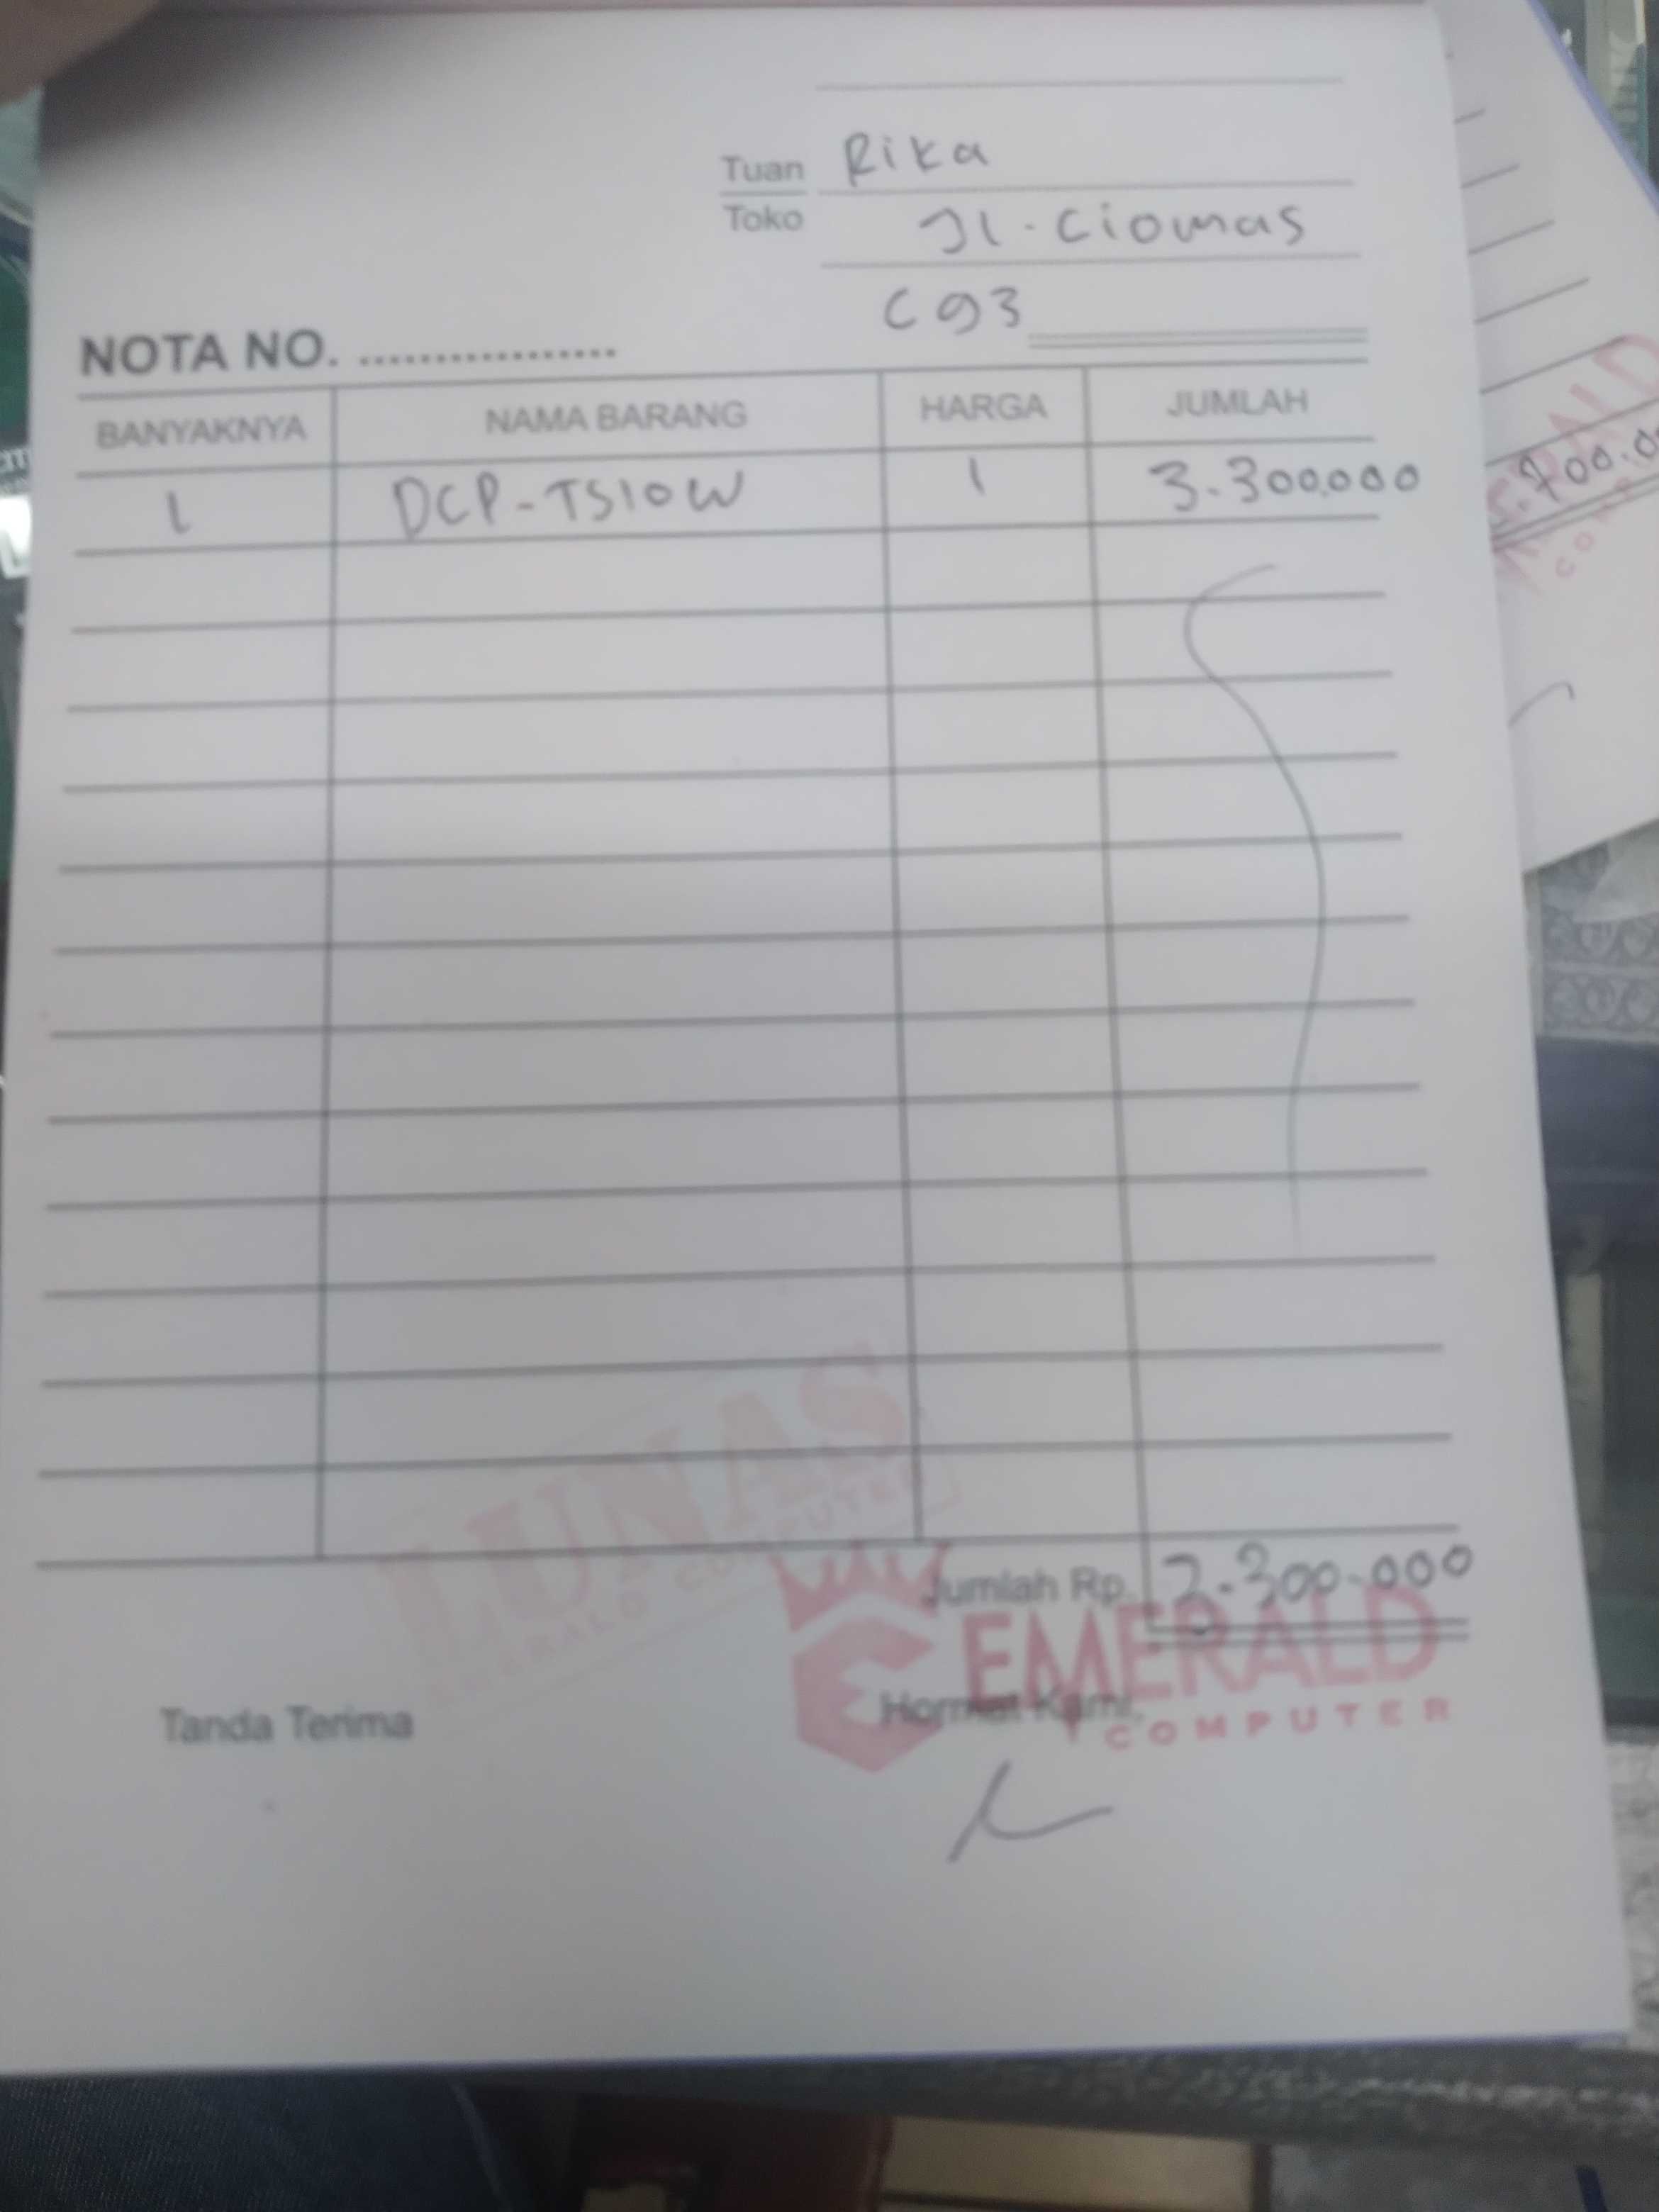 Tuan Rika
Toko Jl. Ciomas
C93
NOTA NO. ..................
BANYAKNYA NAMA BARANG HARGA JUMLAH
1 DCP-T510W 1 3.300.000
LUNAS
EMERALD COMPUTER
Jumlah Rp. 3.300.000
EMERALD
COMPUTER
Tanda Terima Hormat Kami,